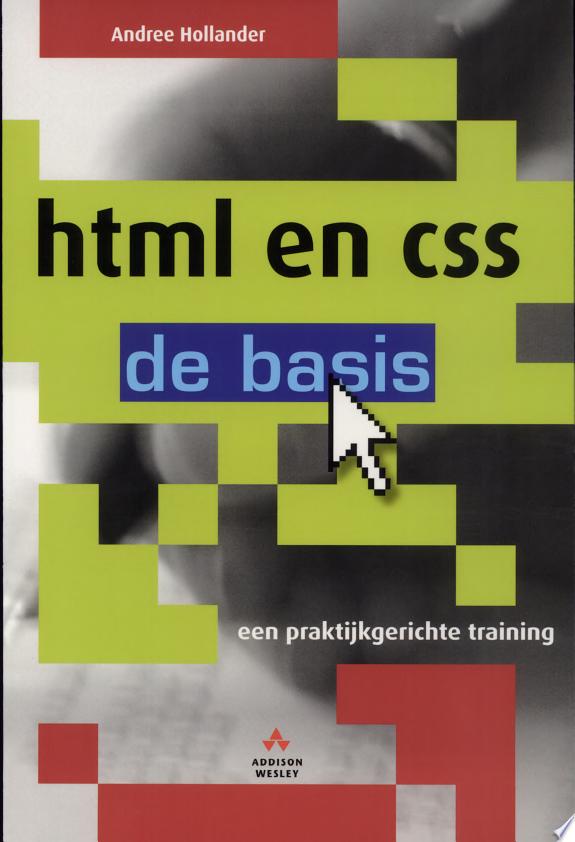 Andree Hollander
html en css
de basis
een praktijkgerichte training
ADDISON
WESLEY